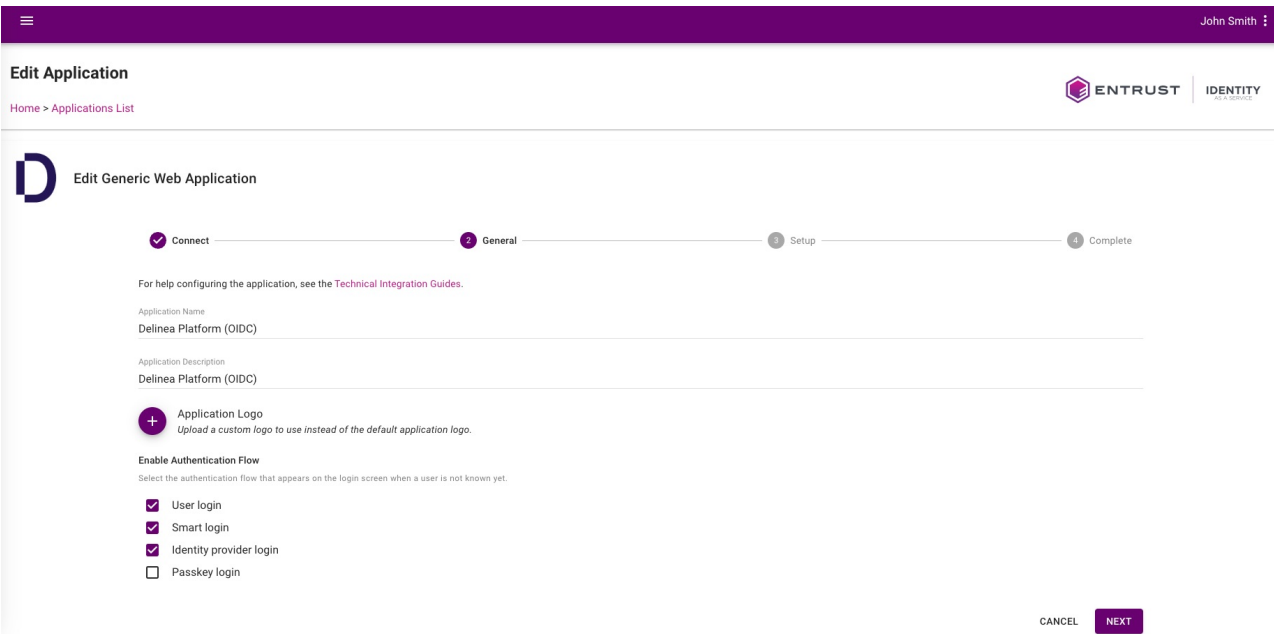 John Smith
Edit Application
Home > Applications List
ENTRUST
IDENTITY
AS A SERVICE
Edit Generic Web Application
Connect
2 General
3 Setup
4 Complete
For help configuring the application, see the Technical Integration Guides.
Application Name
Delinea Platform (OIDC)
Application Description
Delinea Platform (OIDC)
Application Logo
Upload a custom logo to use instead of the default application logo.
Enable Authentication Flow
Select the authentication flow that appears on the login screen when a user is not known yet.
User login
Smart login
Identity provider login
Passkey login
CANCEL NEXT